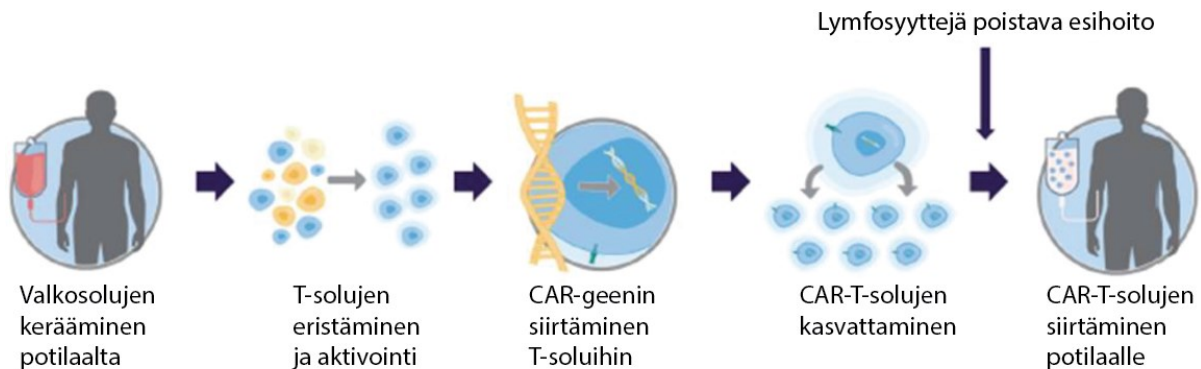 Lymfosyyttejä poistava esihoito
Valkosolujen
kerääminen
potilaalta
T-solujen
eristäminen
ja aktivointi
CAR-geenin
siirtäminen
T-soluihin
CAR-T-solujen
kasvattaminen
CAR-T-solujen
siirtäminen
potilaalle